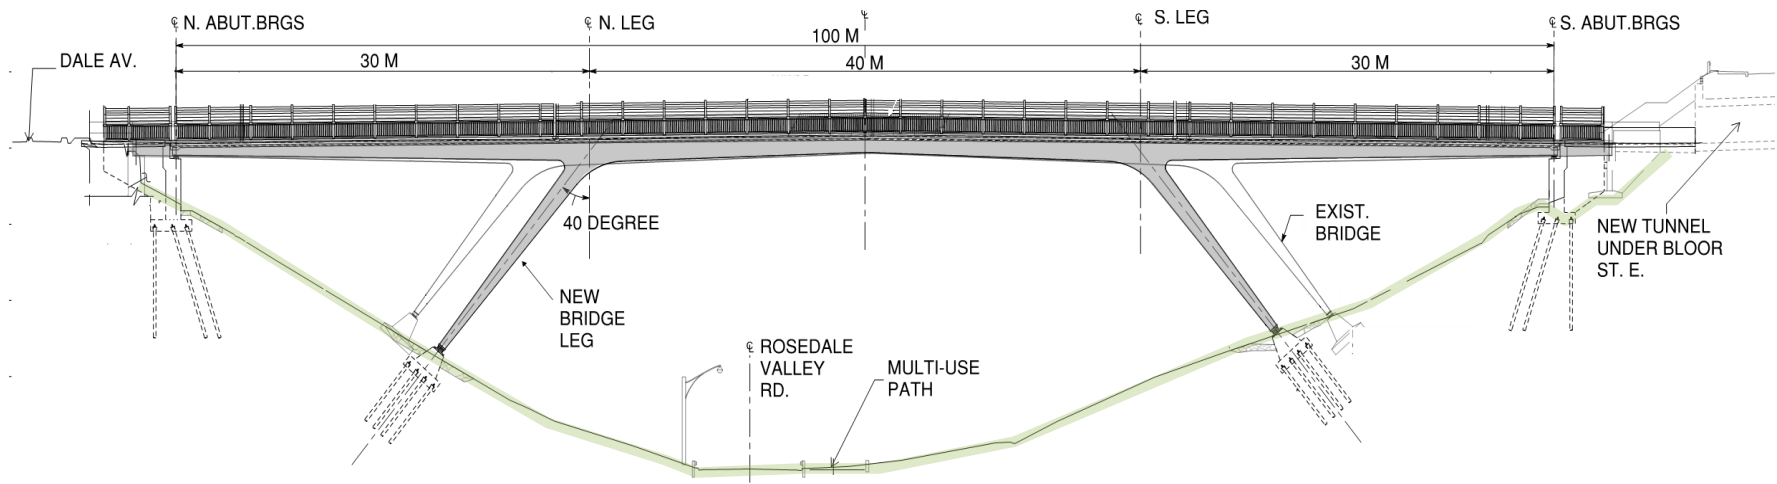 ℄ N. ABUT.BRGS
℄ N. LEG
℄
℄ S. LEG
℄ S. ABUT.BRGS
100 M
DALE AV.
30 M
40 M
30 M
40 DEGREE
EXIST.
BRIDGE
NEW TUNNEL
UNDER BLOOR
ST. E.
NEW
BRIDGE
LEG
℄ ROSEDALE
VALLEY
RD.
MULTI-USE
PATH